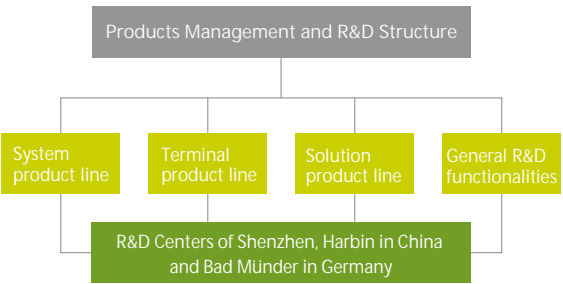 Products Management and R&D Structure
System
product line
Terminal
product line
Solution
product line
General R&D
functionalities
R&D Centers of Shenzhen, Harbin in China
and Bad Münder in Germany